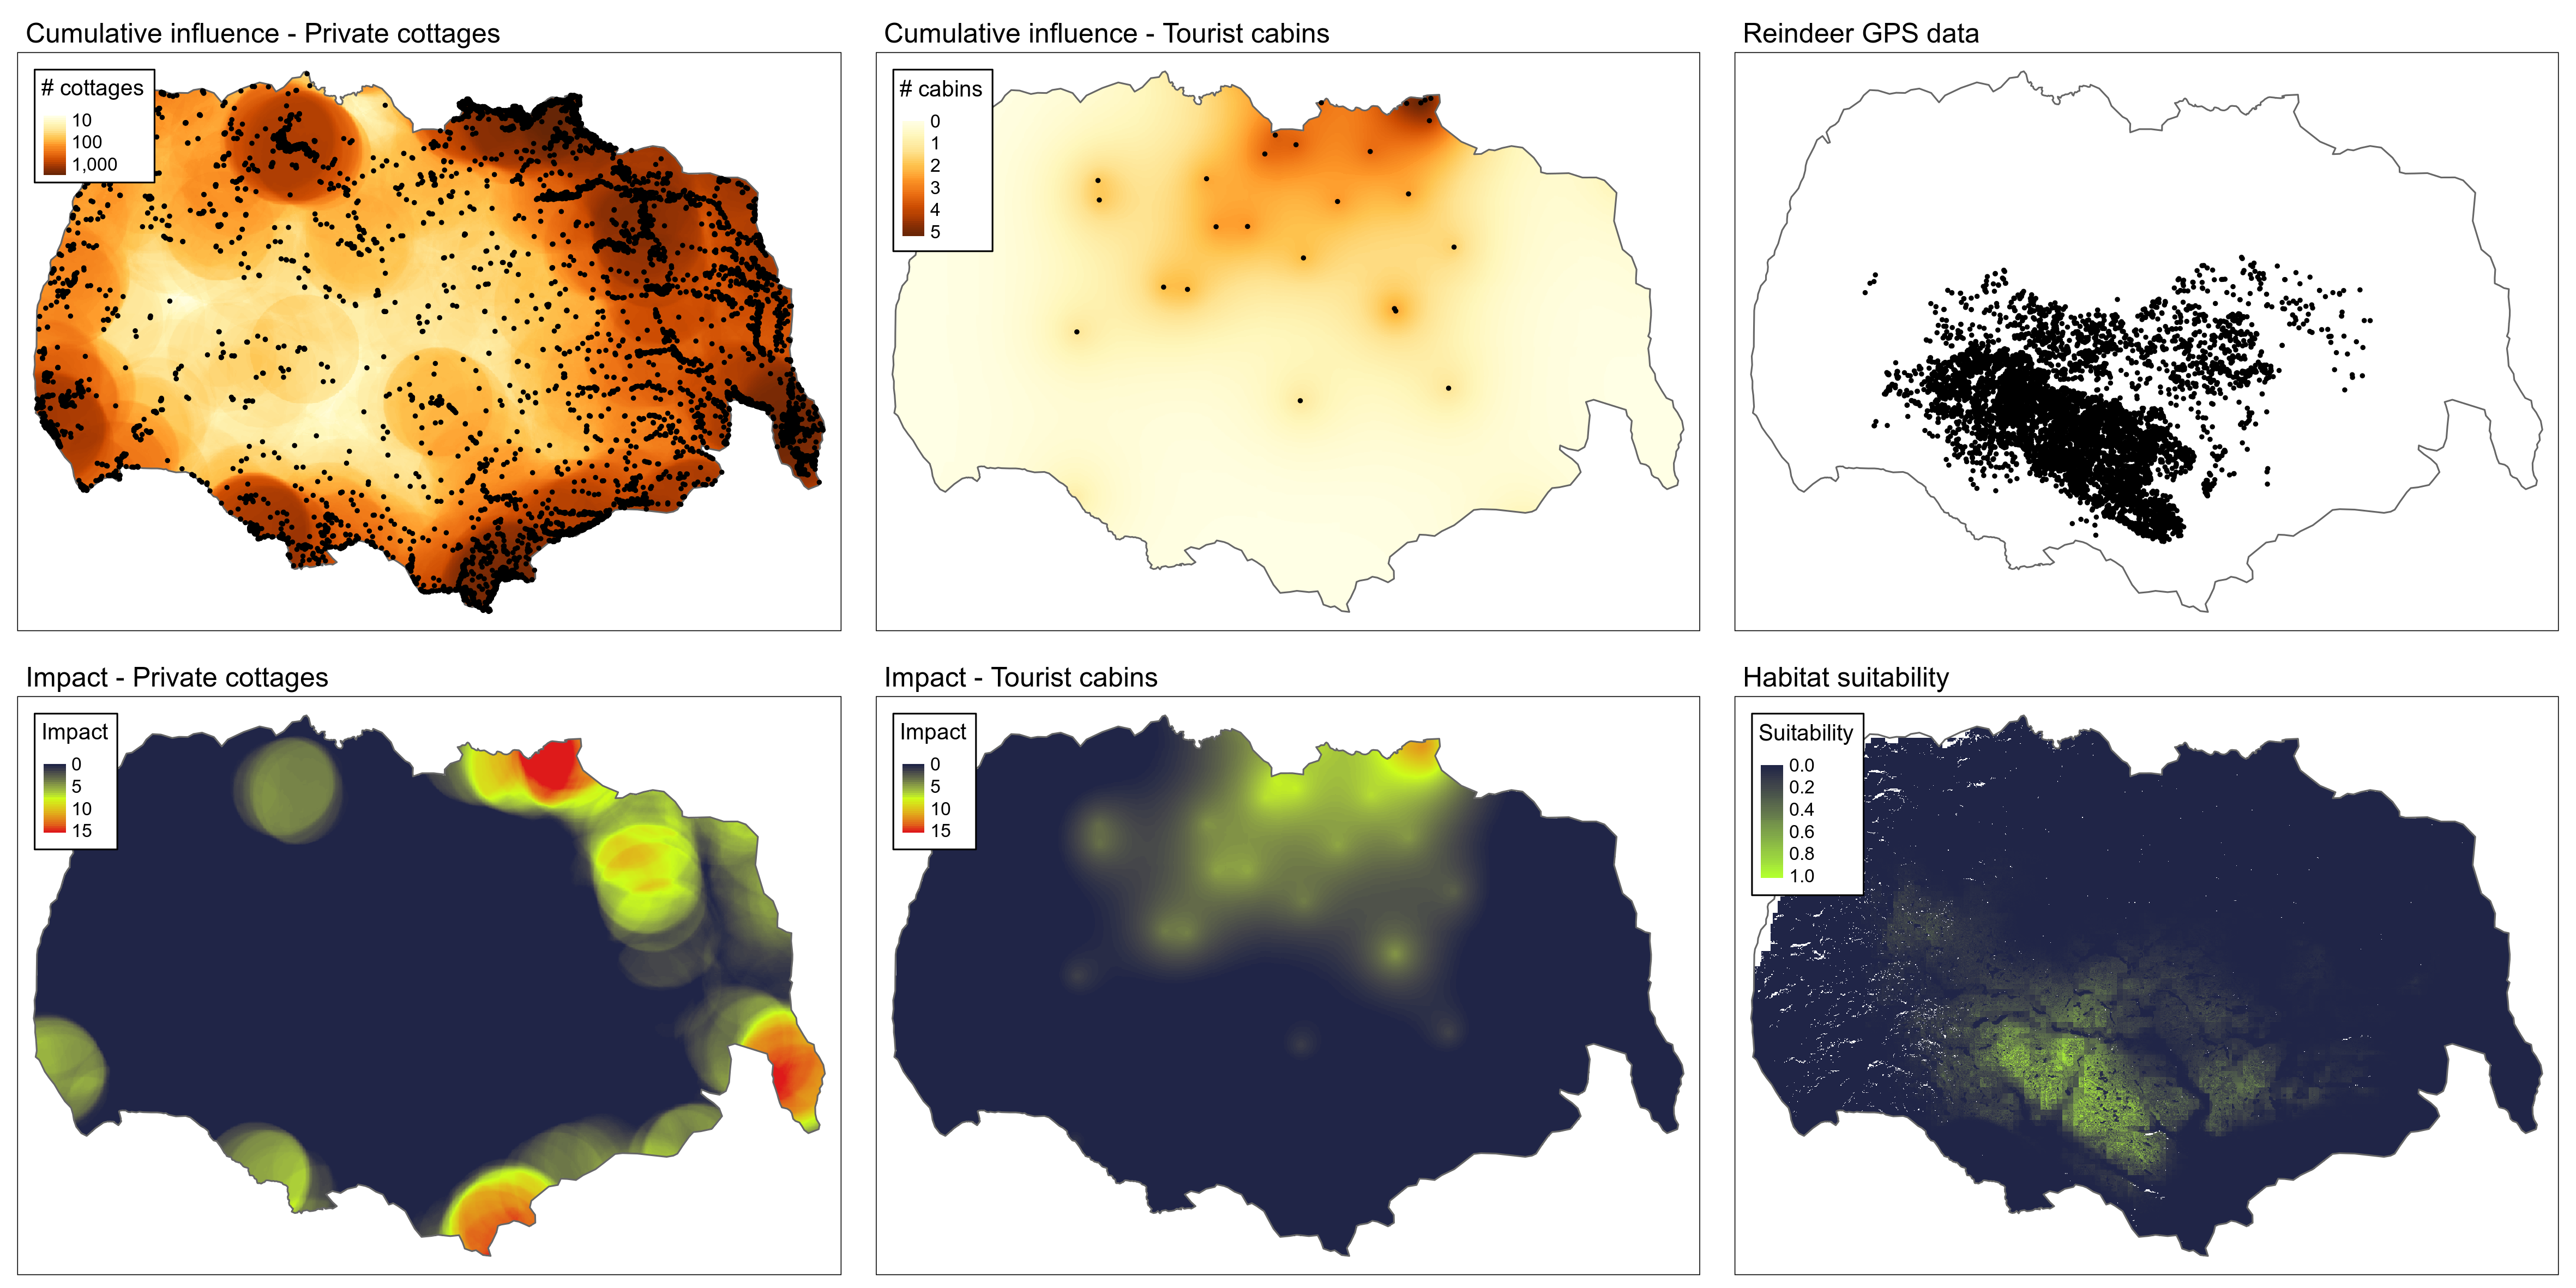 Cumulative influence - Private cottages
# cottages
10
100
1,000
Cumulative influence - Tourist cabins
# cabins
0
1
2
3
4
5
Reindeer GPS data
Impact - Private cottages
Impact
0
5
10
15
Impact - Tourist cabins
Impact
0
5
10
15
Habitat suitability
Suitability
0.0
0.2
0.4
0.6
0.8
1.0